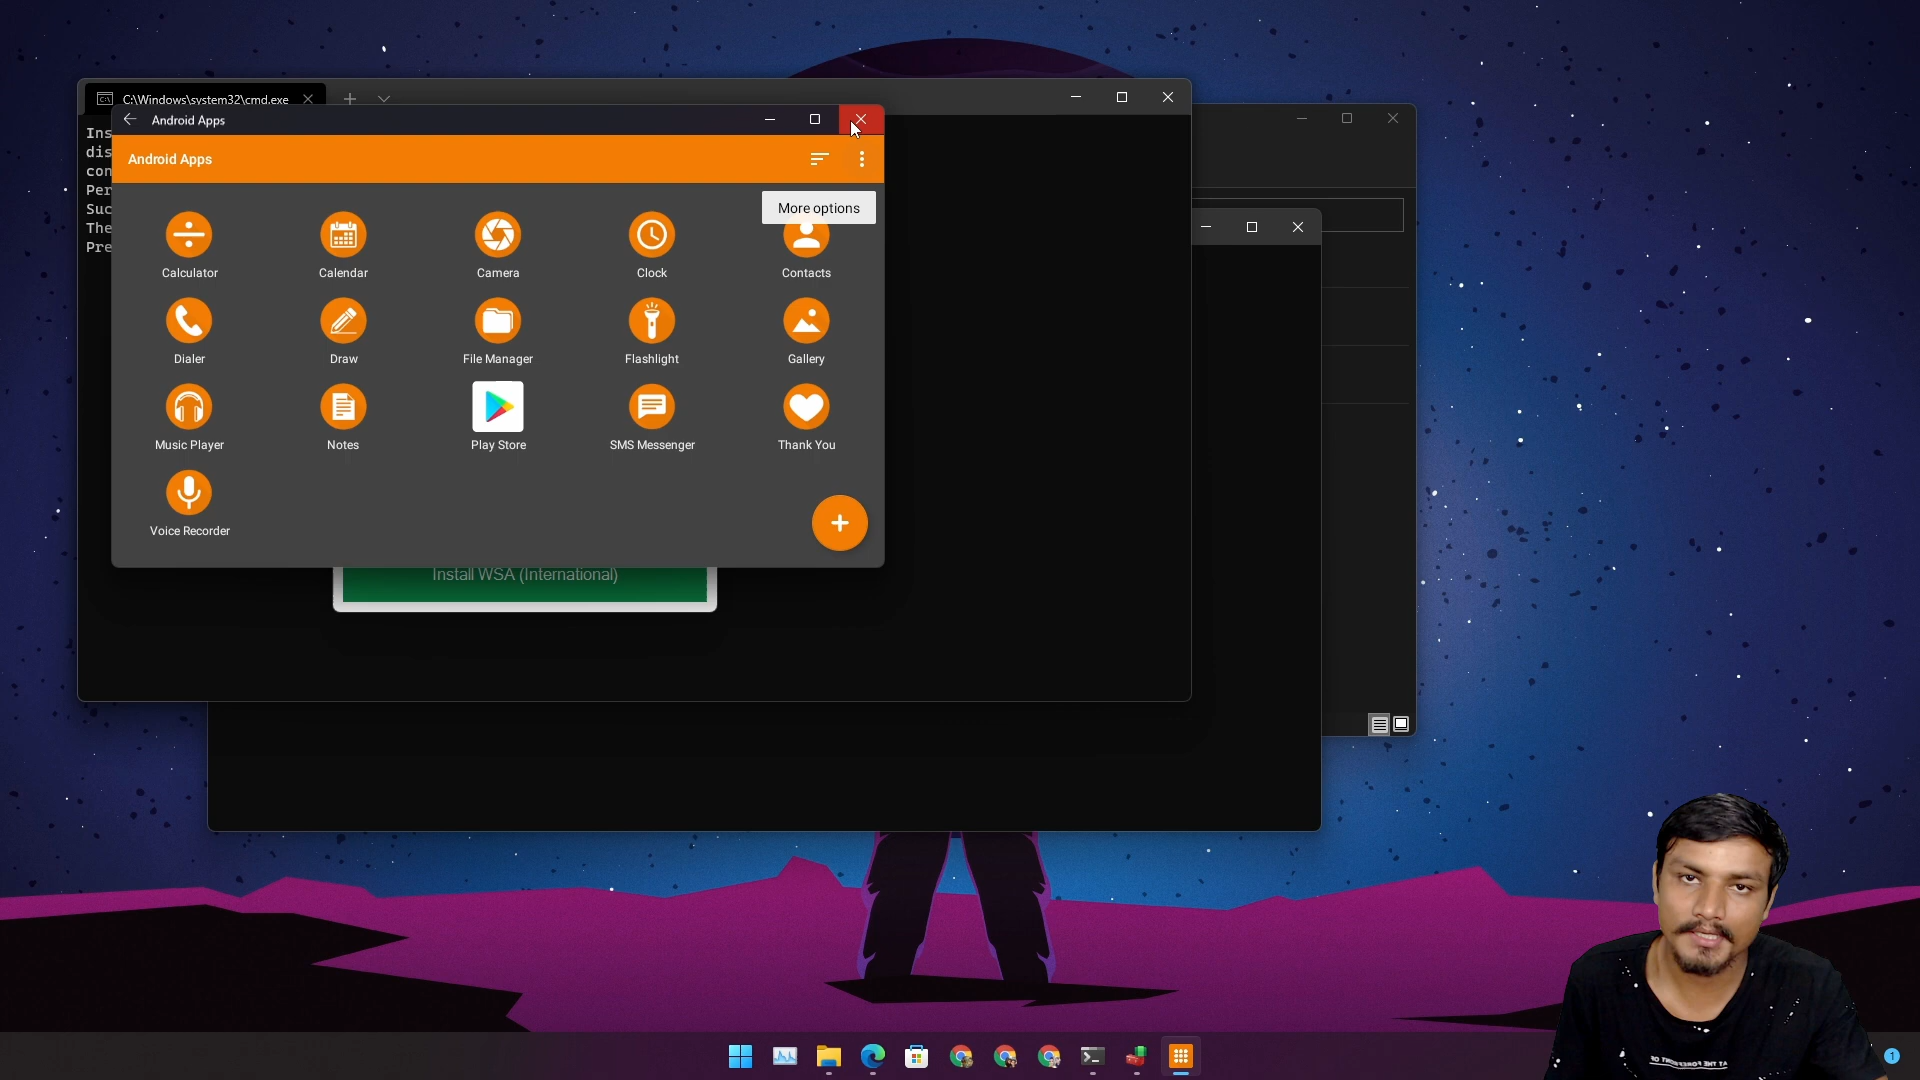 C:\Windows\system32\cmd.exe
Android Apps
Ins
dis
con
Per
Suc
The
Pre
Android Apps
More options
Calculator
Calendar
Camera
Clock
Contacts
Dialer
Draw
File Manager
Flashlight
Gallery
Music Player
Notes
Play Store
SMS Messenger
Thank You
Voice Recorder
Install WSA (International)
1